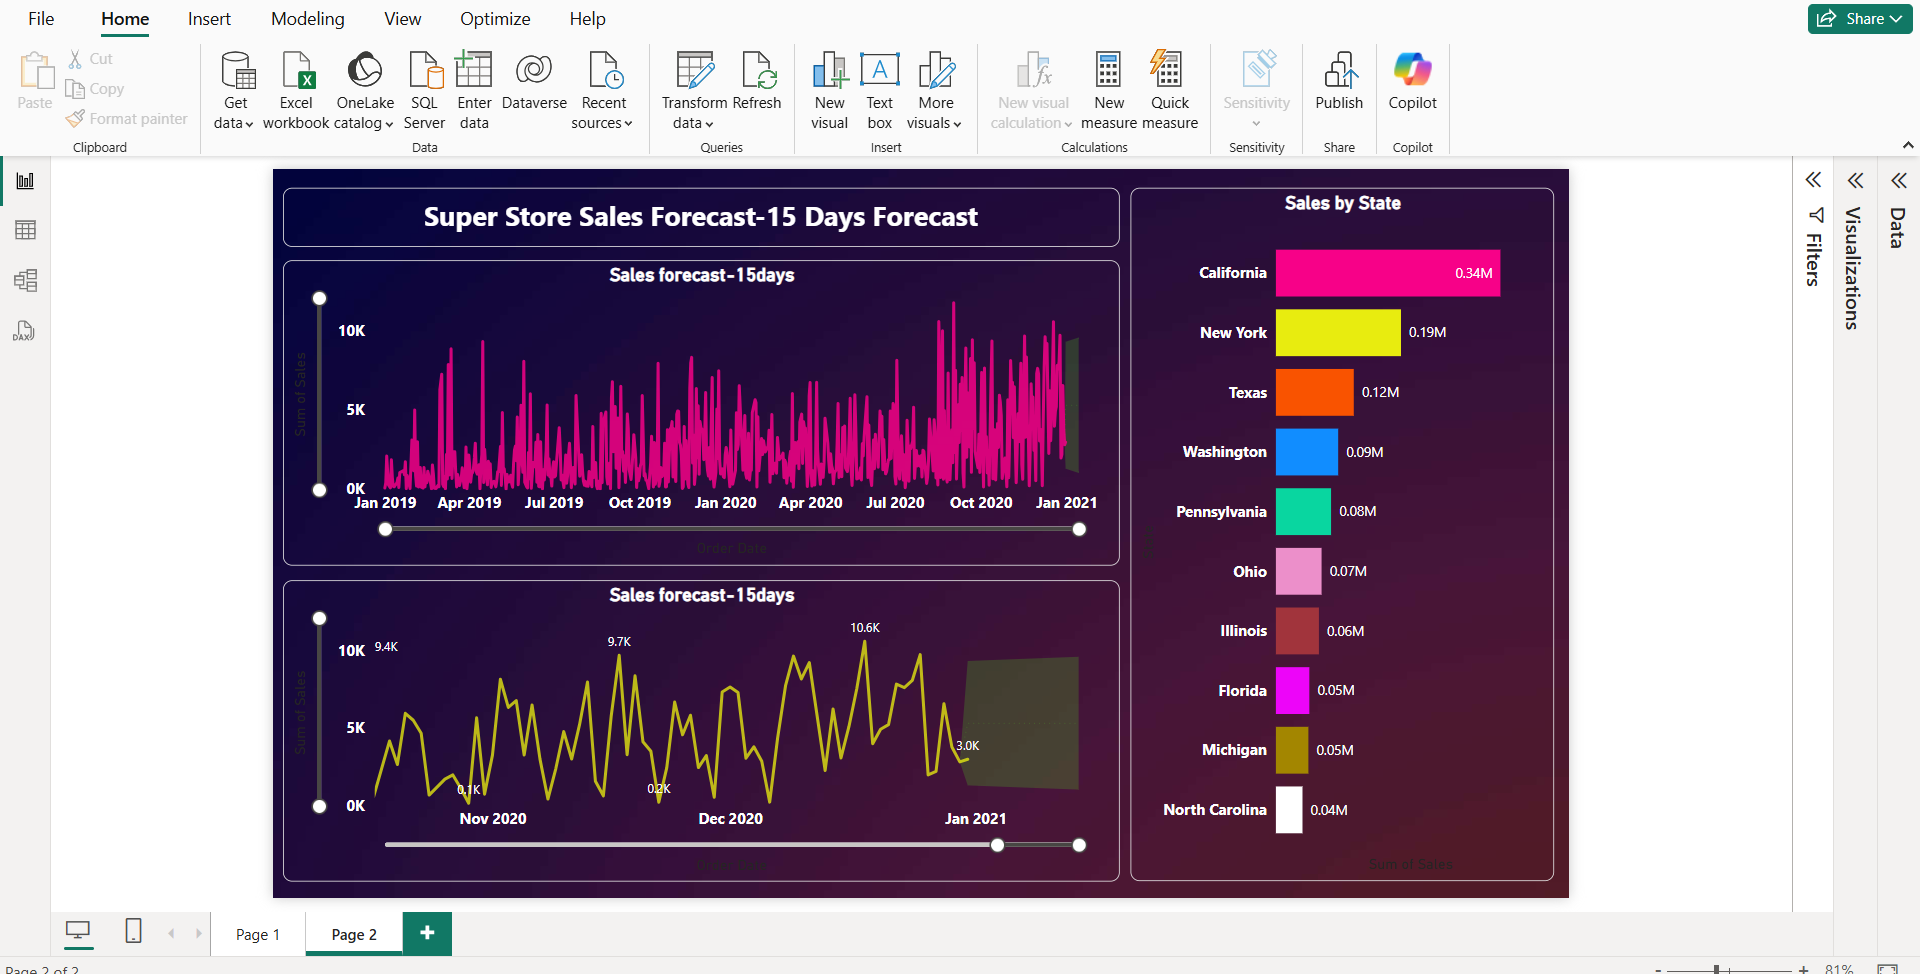 File Home Insert Modeling View Optimize Help
Share
Paste
Cut
Copy
Format painter
Clipboard
Get data
Excel workbook
OneLake catalog
SQL Server
Enter data
Dataverse
Recent sources
Data
Transform data
Refresh
Queries
New visual
A
Text box
More visuals
Insert
New visual calculation
New measure
Quick measure
Calculations
Sensitivity
Sensitivity
Publish
Share
Copilot
Copilot
DAX
Super Store Sales Forecast-15 Days Forecast
Sales forecast-15days
Sum of Sales
10K
5K
0K
Jan 2019 Apr 2019 Jul 2019 Oct 2019 Jan 2020 Apr 2020 Jul 2020 Oct 2020 Jan 2021
Order Date
Sales forecast-15days
Sum of Sales
10K
5K
0K
9.4K
0.1K
9.7K
0.2K
10.6K
3.0K
Nov 2020 Dec 2020 Jan 2021
Order Date
Sales by State
California 0.34M
New York 0.19M
Texas 0.12M
Washington 0.09M
Pennsylvania 0.08M
Ohio 0.07M
Illinois 0.06M
Florida 0.05M
Michigan 0.05M
North Carolina 0.04M
Sum of Sales
Filters
Visualizations
Data
Page 1 Page 2
Page 2 of 2
81%